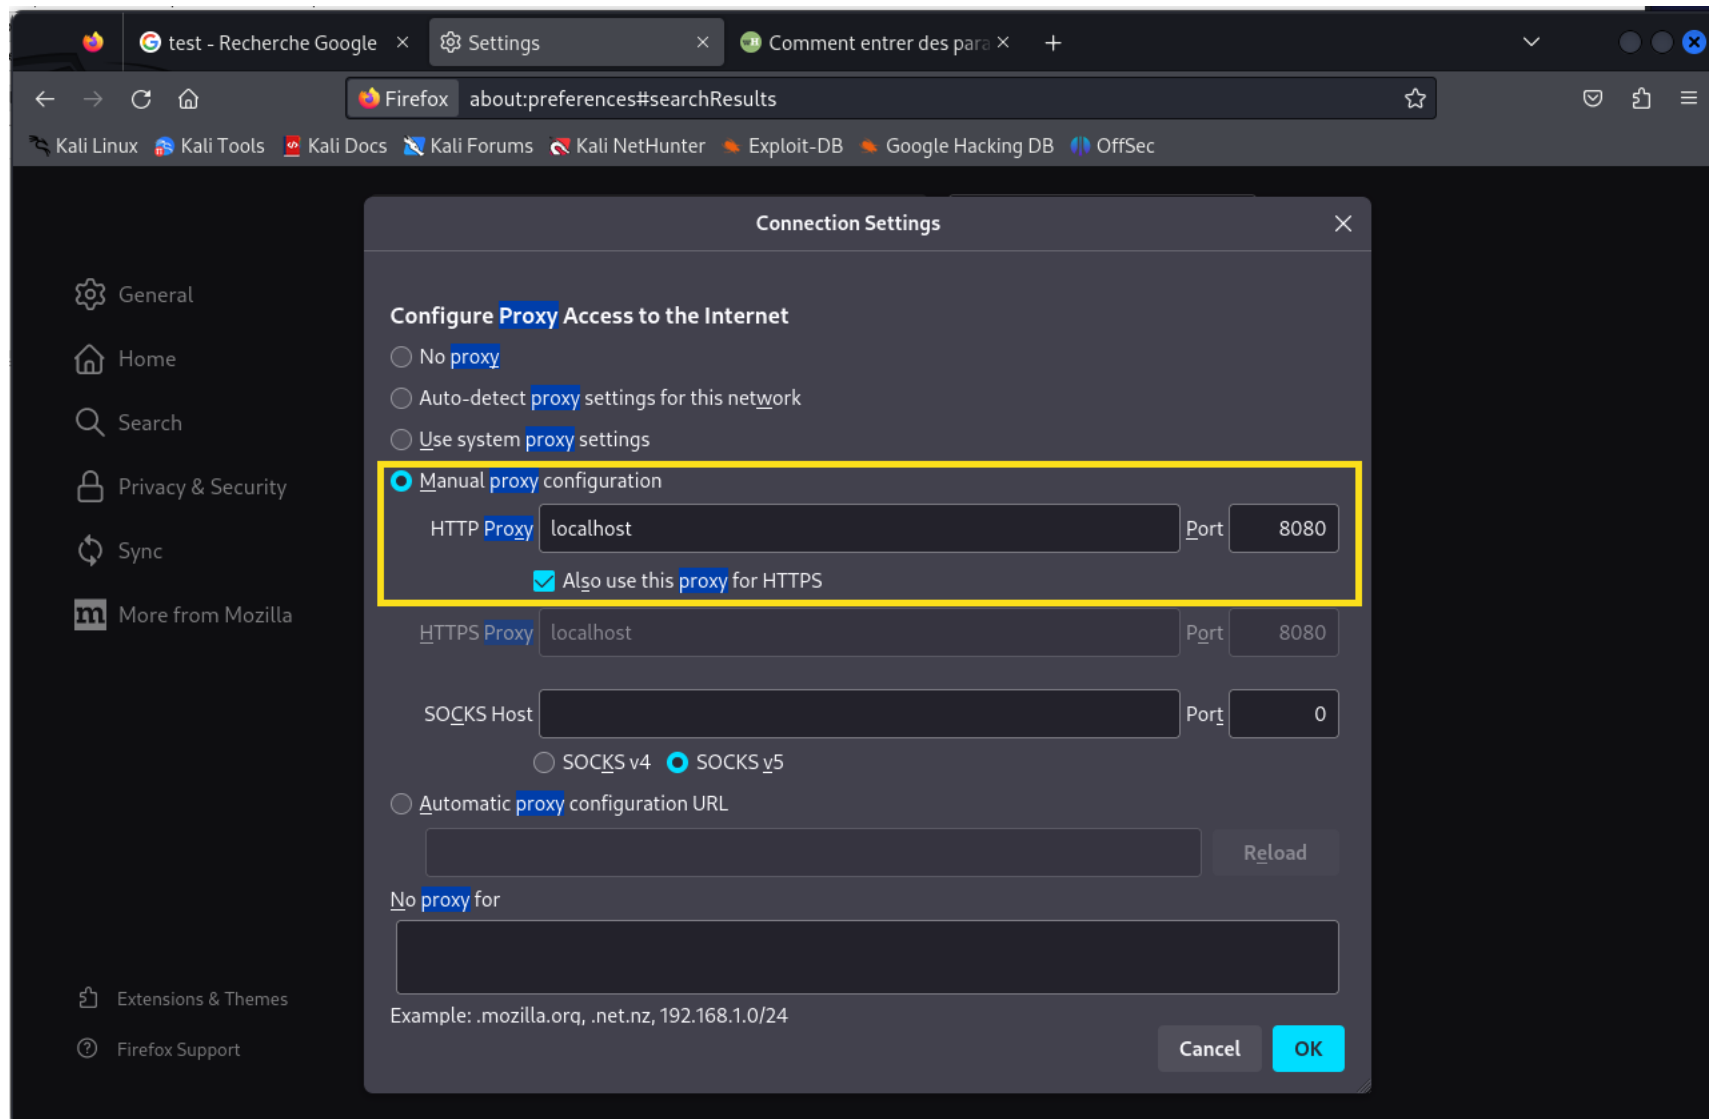 test - Recherche Google
Settings
Comment entrer des para
Firefox about:preferences#searchResults
Kali Linux Kali Tools Kali Docs Kali Forums Kali NetHunter Exploit-DB Google Hacking DB OffSec
Connection Settings
General
Home
Search
Privacy & Security
Sync
More from Mozilla
Extensions & Themes
Firefox Support
Configure Proxy Access to the Internet
No proxy
Auto-detect proxy settings for this network
Use system proxy settings
Manual proxy configuration
HTTP Proxy localhost Port 8080
Also use this proxy for HTTPS
HTTPS Proxy localhost Port 8080
SOCKS Host Port 0
SOCKS v4 SOCKS v5
Automatic proxy configuration URL
Reload
No proxy for
Example: .mozilla.org, .net.nz, 192.168.1.0/24
Cancel OK